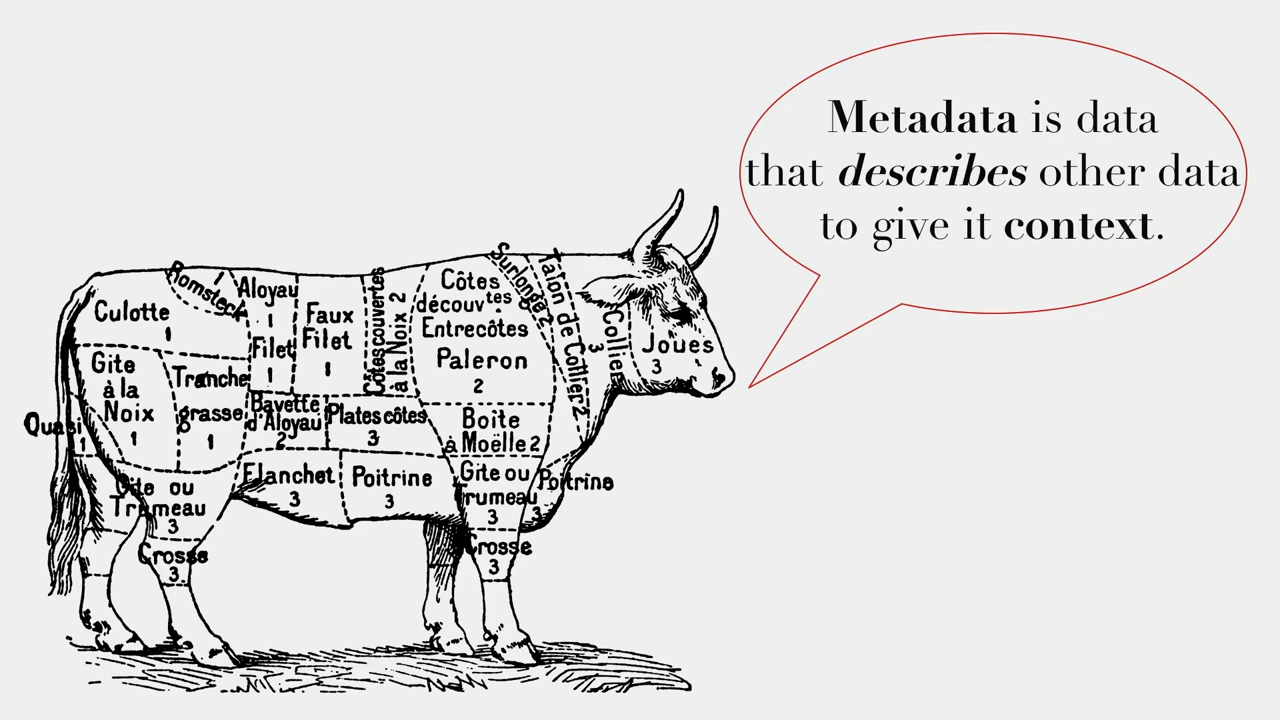 Metadata is data
that describes other data
to give it context.
Romsteck
1
Culotte
1
Aloyau
1
Filet
1
Faux
Filet
1
Côtes couvertes
à la Noix 2
Côtes
découvtes
Entrecôtes
Paleron
2
Surlonge 2
Talon de Collier 2
Collier
3
Joues
3
Gite
à la
Noix
1
Tranche
grasse
1
Quasi
1
Bavette
d'Aloyau
2
Plates côtes
3
Boite
à Moëlle 2
Gite ou
Trumeau
3
Flanchet
3
Poitrine
3
Gite ou
Trumeau
3
Poitrine
3
Crosse
3
Crosse
3